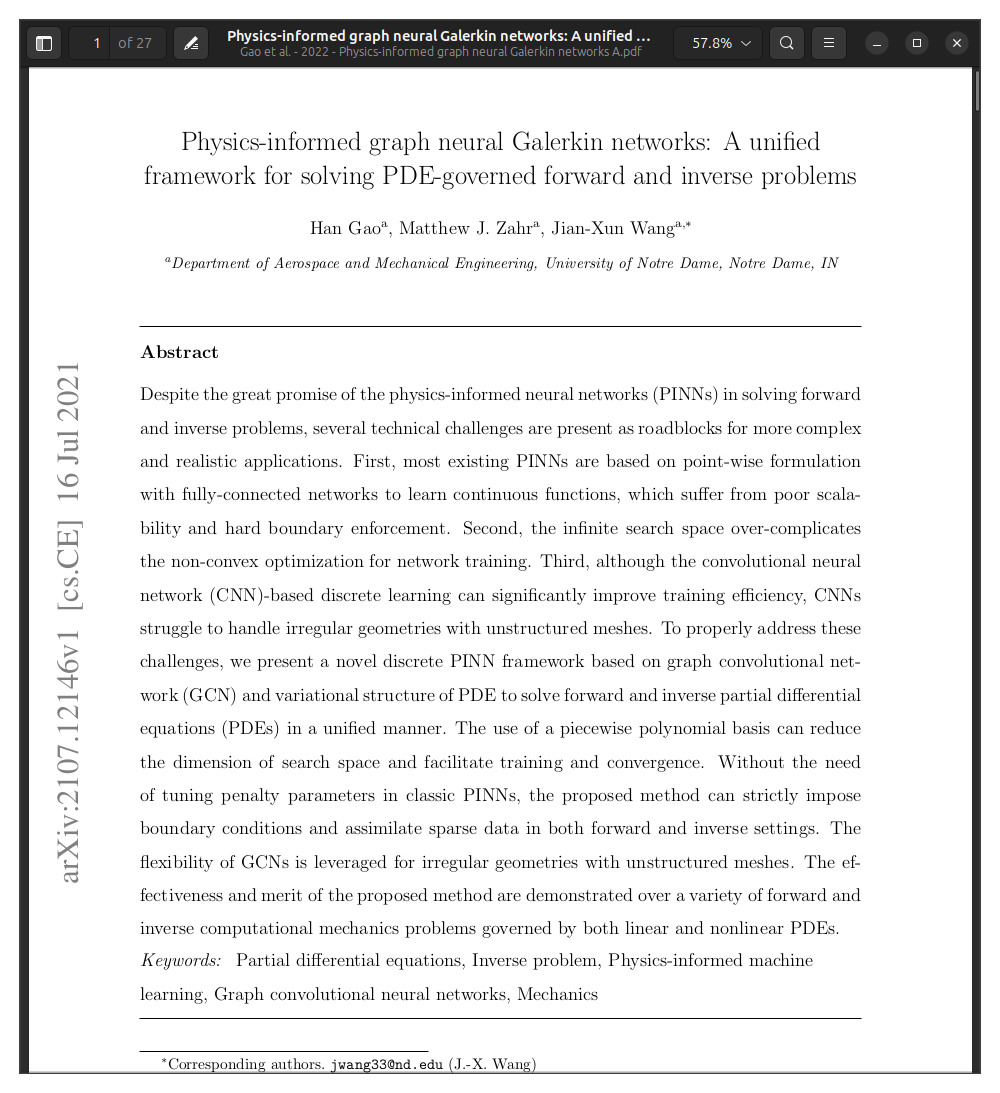 1 of 27
Physics-informed graph neural Galerkin networks: A unified ...
Gao et al. - 2022 - Physics-informed graph neural Galerkin networks A.pdf
57.8%
Physics-informed graph neural Galerkin networks: A unified
framework for solving PDE-governed forward and inverse problems
Han Gaoᵃ, Matthew J. Zahrᵃ, Jian-Xun Wangᵃ,*
ᵃDepartment of Aerospace and Mechanical Engineering, University of Notre Dame, Notre Dame, IN
Abstract
Despite the great promise of the physics-informed neural networks (PINNs) in solving forward
and inverse problems, several technical challenges are present as roadblocks for more complex
and realistic applications. First, most existing PINNs are based on point-wise formulation
with fully-connected networks to learn continuous functions, which suffer from poor scala-
bility and hard boundary enforcement. Second, the infinite search space over-complicates
the non-convex optimization for network training. Third, although the convolutional neural
network (CNN)-based discrete learning can significantly improve training efficiency, CNNs
struggle to handle irregular geometries with unstructured meshes. To properly address these
challenges, we present a novel discrete PINN framework based on graph convolutional net-
work (GCN) and variational structure of PDE to solve forward and inverse partial differential
equations (PDEs) in a unified manner. The use of a piecewise polynomial basis can reduce
the dimension of search space and facilitate training and convergence. Without the need
of tuning penalty parameters in classic PINNs, the proposed method can strictly impose
boundary conditions and assimilate sparse data in both forward and inverse settings. The
flexibility of GCNs is leveraged for irregular geometries with unstructured meshes. The ef-
fectiveness and merit of the proposed method are demonstrated over a variety of forward and
inverse computational mechanics problems governed by both linear and nonlinear PDEs.
Keywords: Partial differential equations, Inverse problem, Physics-informed machine
learning, Graph convolutional neural networks, Mechanics
*Corresponding authors. jwang33@nd.edu (J.-X. Wang)
arXiv:2107.12146v1 [cs.CE] 16 Jul 2021